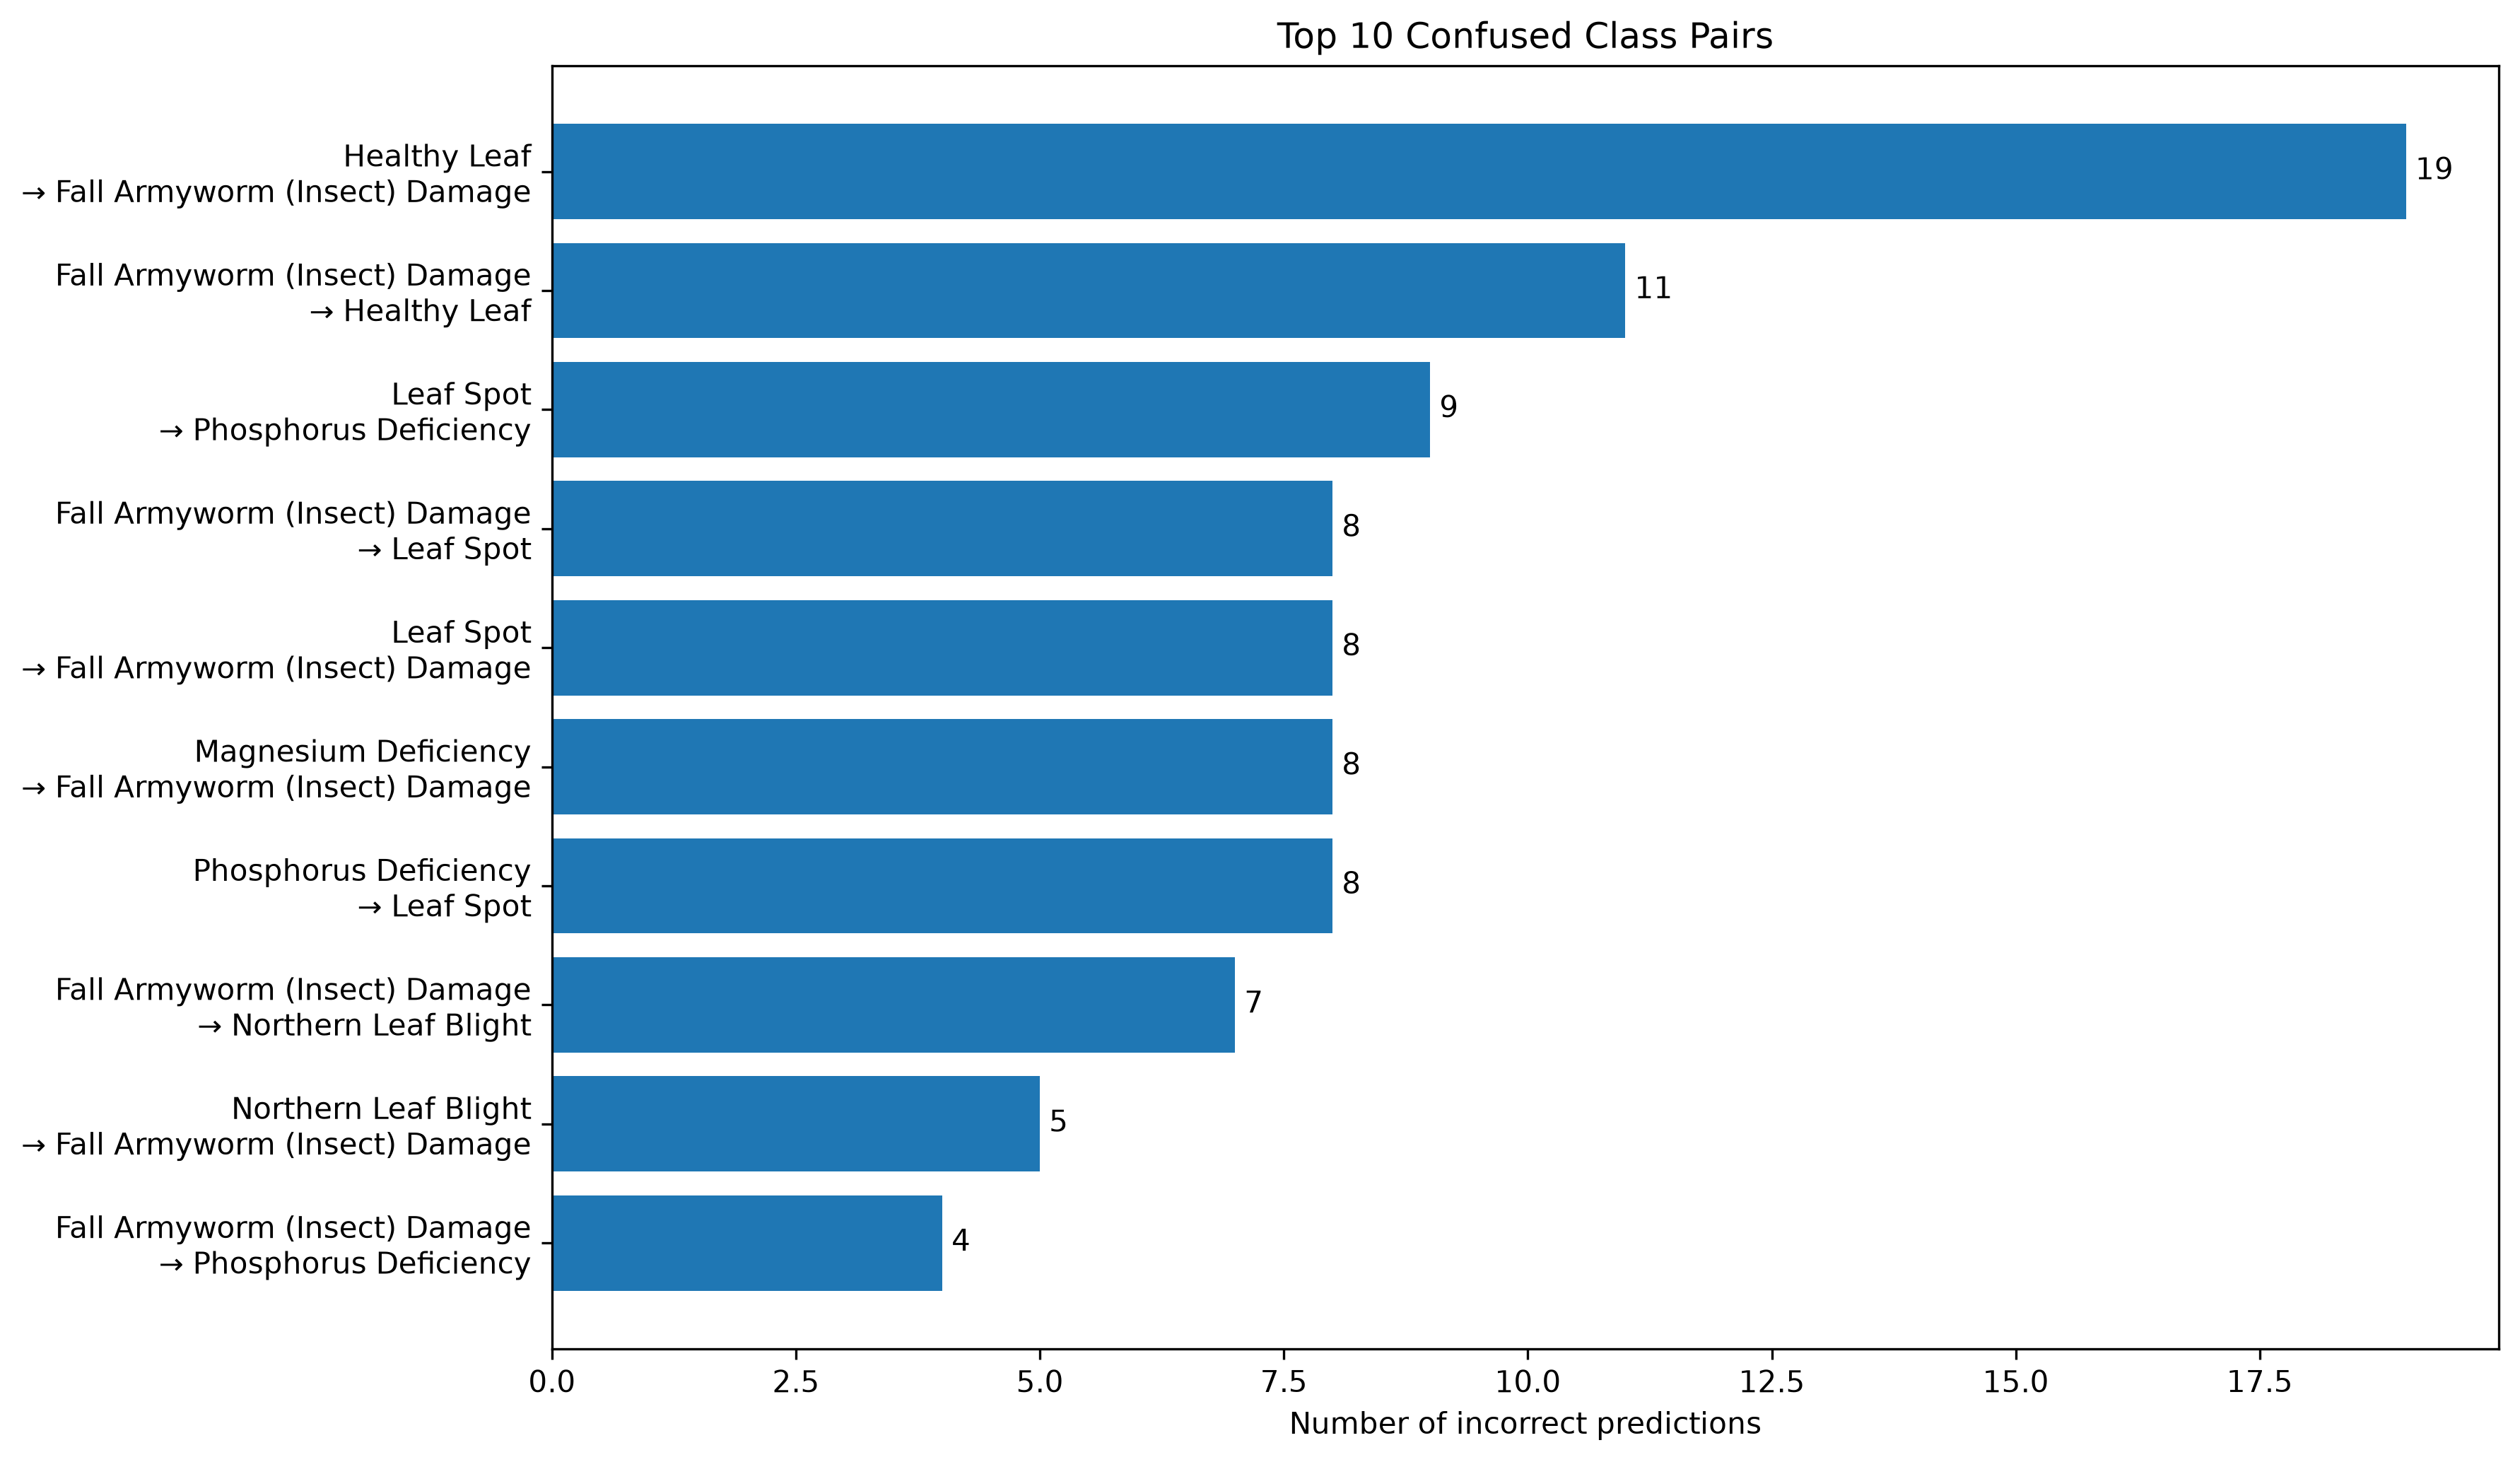 Top 10 Confused Class Pairs
Healthy Leaf
→ Fall Armyworm (Insect) Damage
19
Fall Armyworm (Insect) Damage
→ Healthy Leaf
11
Leaf Spot
→ Phosphorus Deficiency
9
Fall Armyworm (Insect) Damage
→ Leaf Spot
8
Leaf Spot
→ Fall Armyworm (Insect) Damage
8
Magnesium Deficiency
→ Fall Armyworm (Insect) Damage
8
Phosphorus Deficiency
→ Leaf Spot
8
Fall Armyworm (Insect) Damage
→ Northern Leaf Blight
7
Northern Leaf Blight
→ Fall Armyworm (Insect) Damage
5
Fall Armyworm (Insect) Damage
→ Phosphorus Deficiency
4
0.0 2.5 5.0 7.5 10.0 12.5 15.0 17.5
Number of incorrect predictions